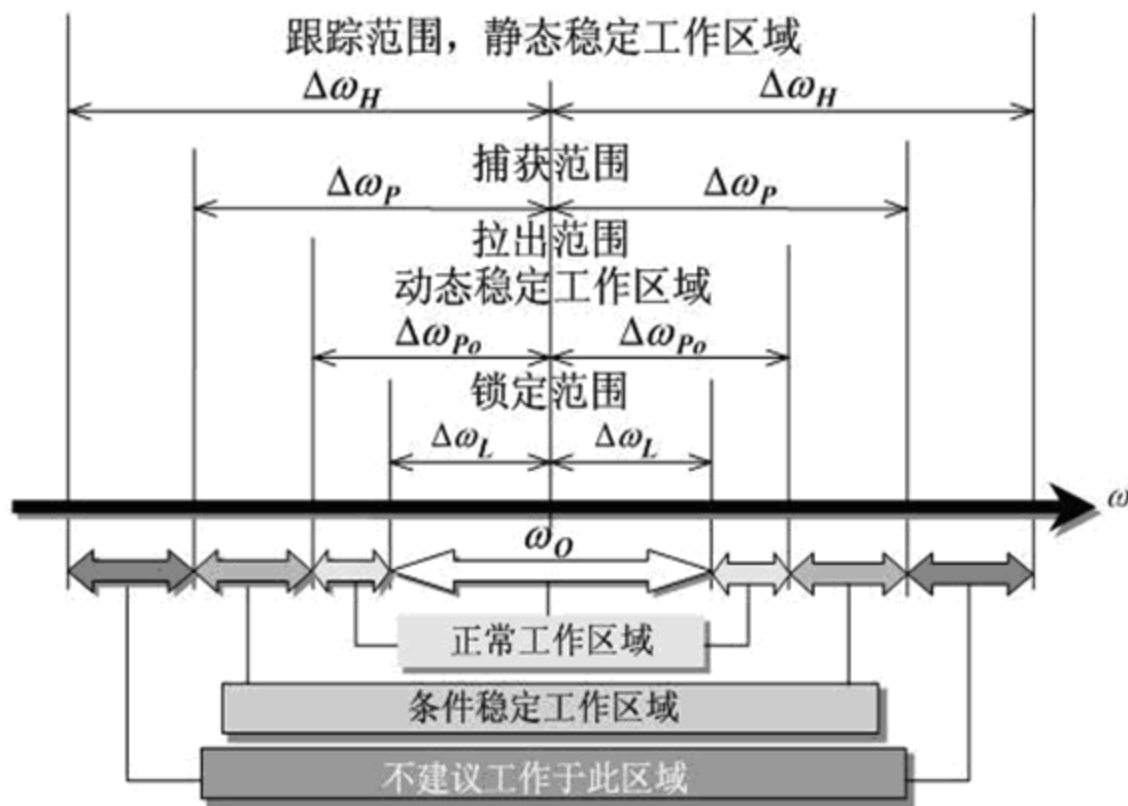 跟踪范围，静态稳定工作区域
Δω_H Δω_H
捕获范围
Δω_P Δω_P
拉出范围
动态稳定工作区域
Δω_Po Δω_Po
锁定范围
Δω_L Δω_L
ω
ω_O
正常工作区域
条件稳定工作区域
不建议工作于此区域